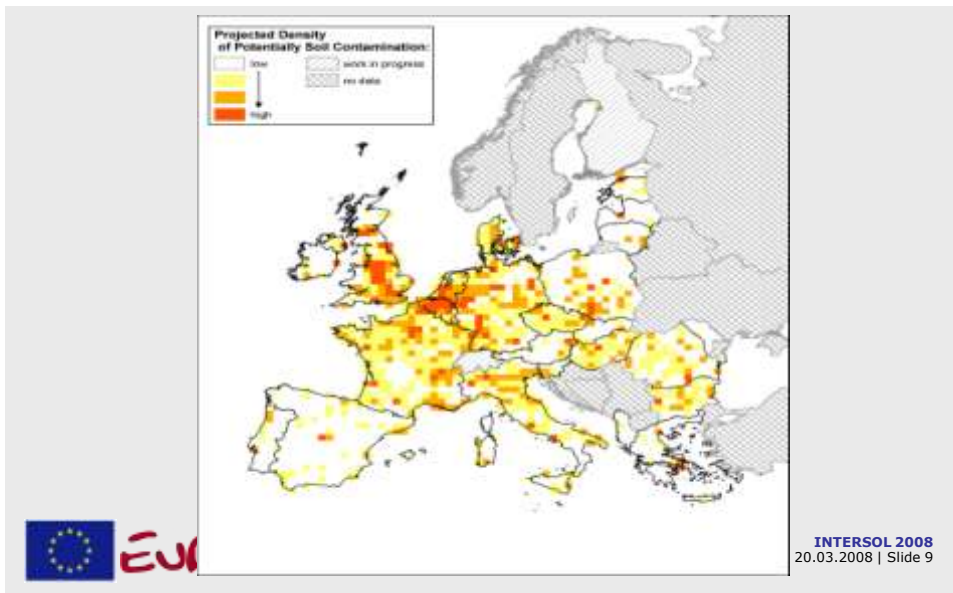 Projected Density
of Potentially Soil Contamination:
low
work in progress
no data
high
EU
INTERSOL 2008
20.03.2008 | Slide 9